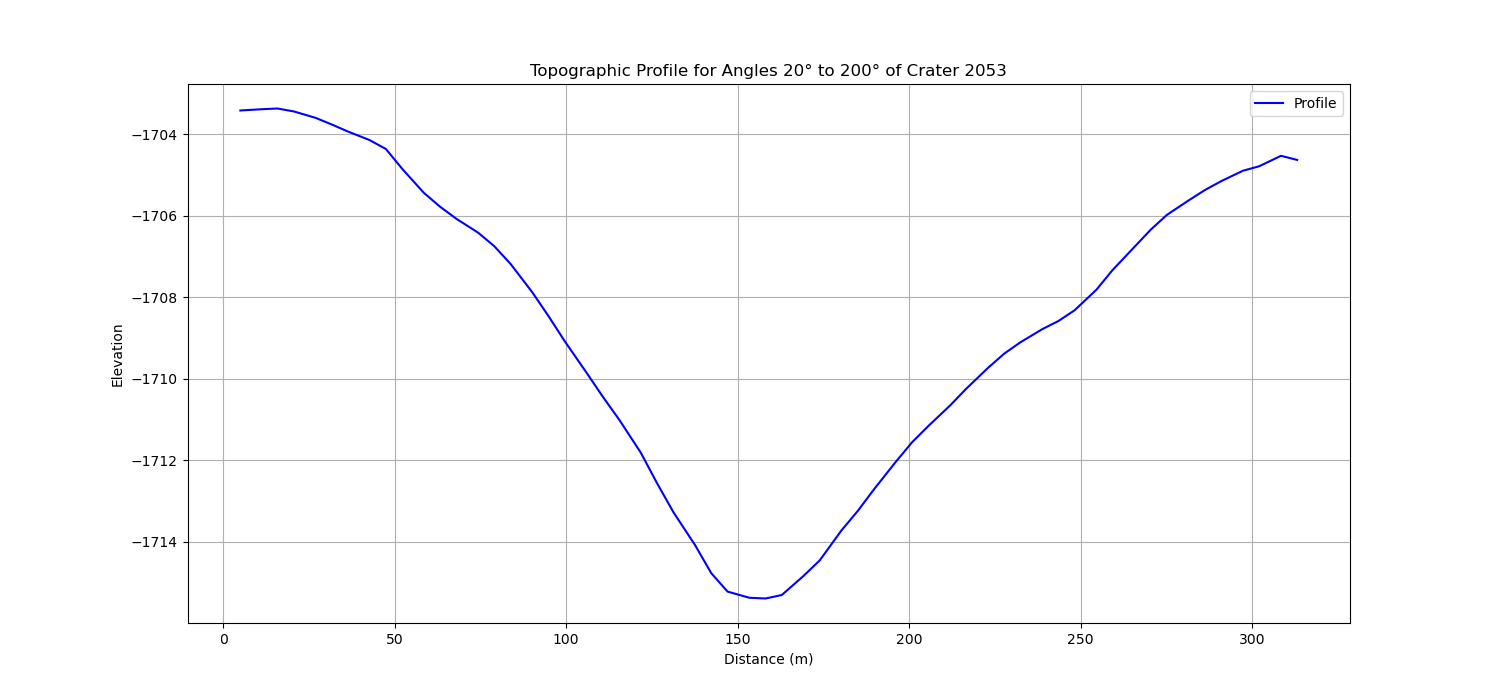 Topographic Profile for Angles 20° to 200° of Crater 2053
Profile
−1704
−1706
−1708
−1710
−1712
−1714
Elevation
0 50 100 150 200 250 300
Distance (m)